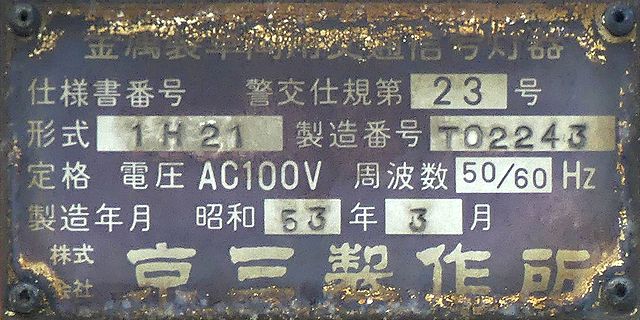 金属製車両用交通信号灯器
仕様書番号 警交仕規第 23 号
形式 1H21 製造番号 T02243
定格 電圧 AC100V 周波数 50/60 Hz
製造年月 昭和 53 年 3 月
株式会社 京三製作所